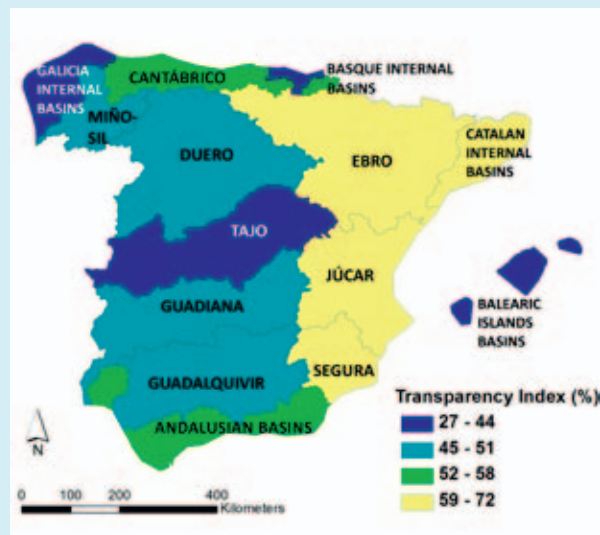 GALICIA
INTERNAL
BASINS
CANTÁBRICO
BASQUE INTERNAL
BASINS
MIÑO-
SIL
DUERO
EBRO
CATALAN
INTERNAL
BASINS
TAJO
JÚCAR
GUADIANA
BALEARIC
ISLANDS
BASINS
SEGURA
GUADALQUIVIR
ANDALUSIAN BASINS
Transparency Index (%)
27 - 44
45 - 51
52 - 58
59 - 72
N
0 100 200 400
Kilometers